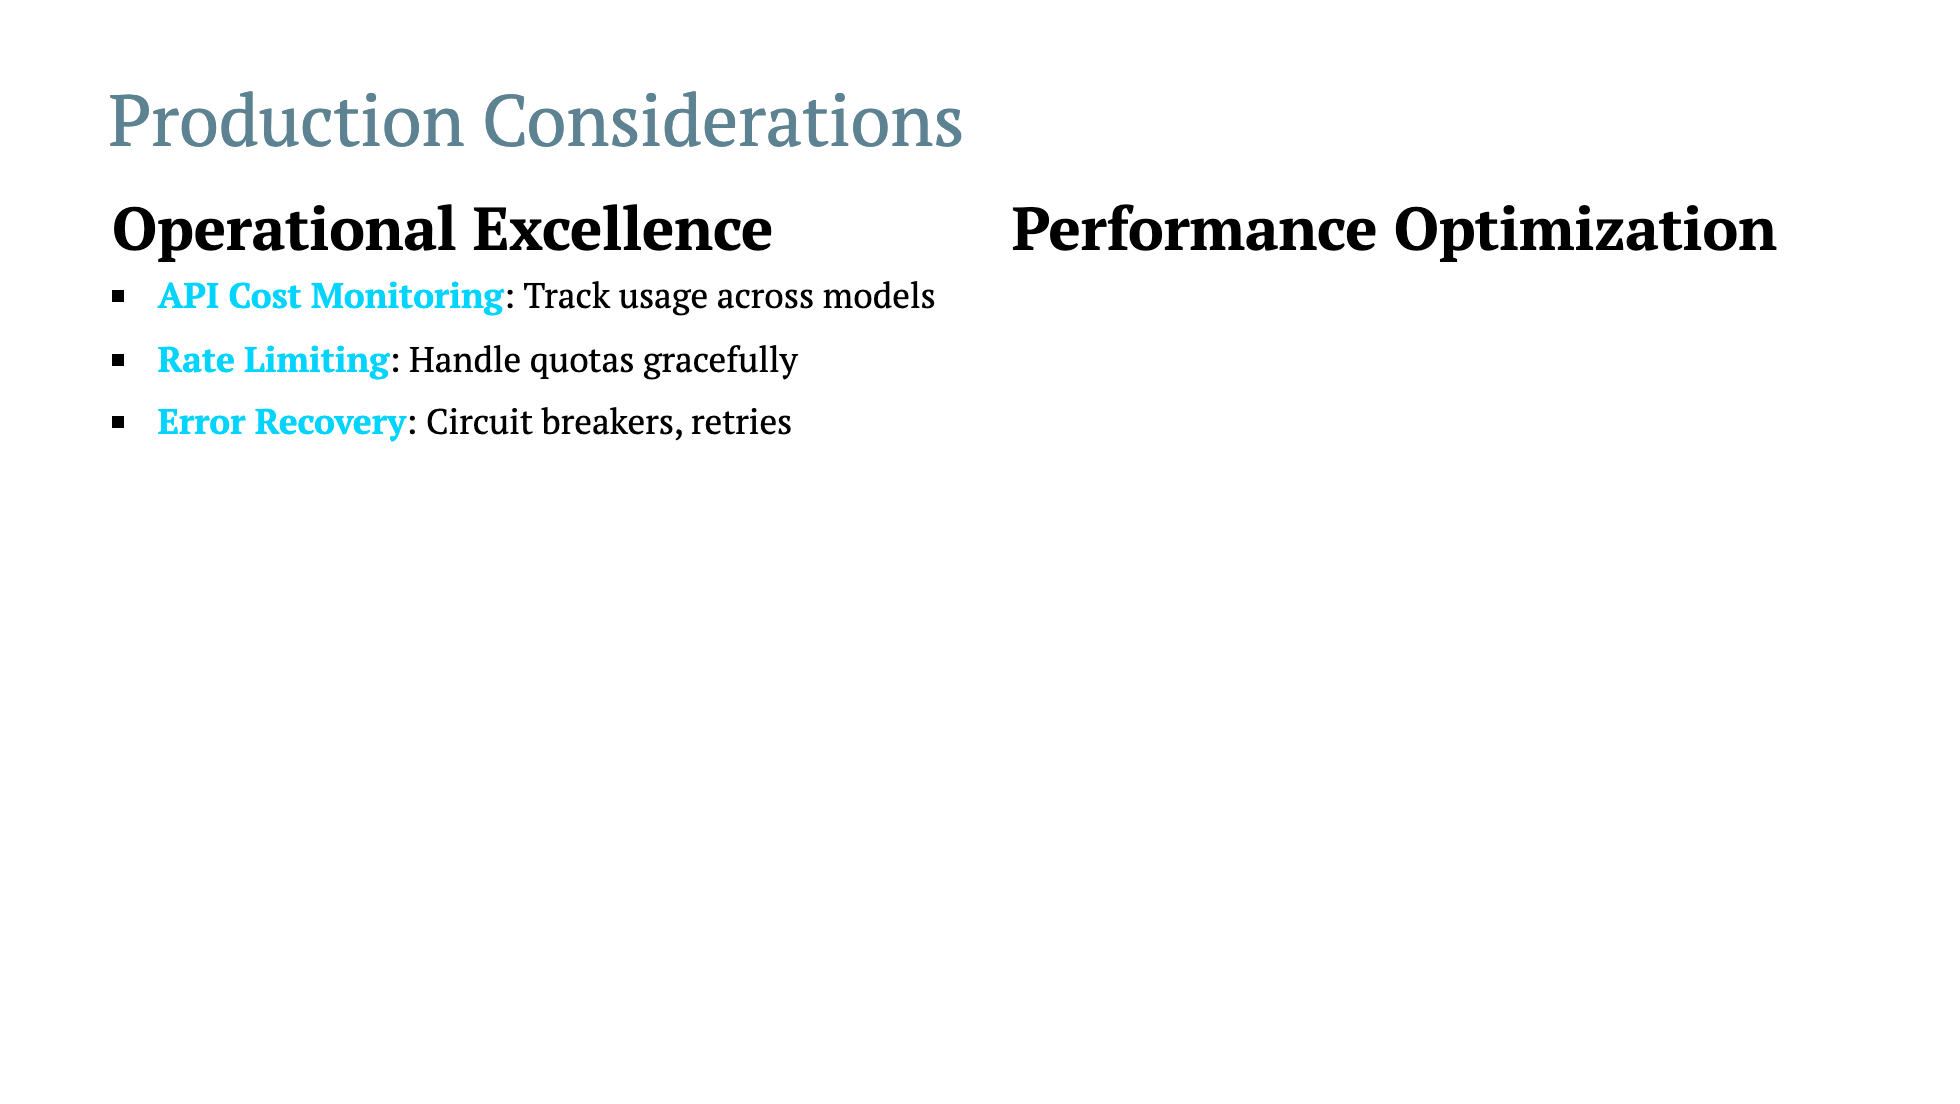 Production Considerations
Operational Excellence
▪ API Cost Monitoring: Track usage across models
▪ Rate Limiting: Handle quotas gracefully
▪ Error Recovery: Circuit breakers, retries
Performance Optimization